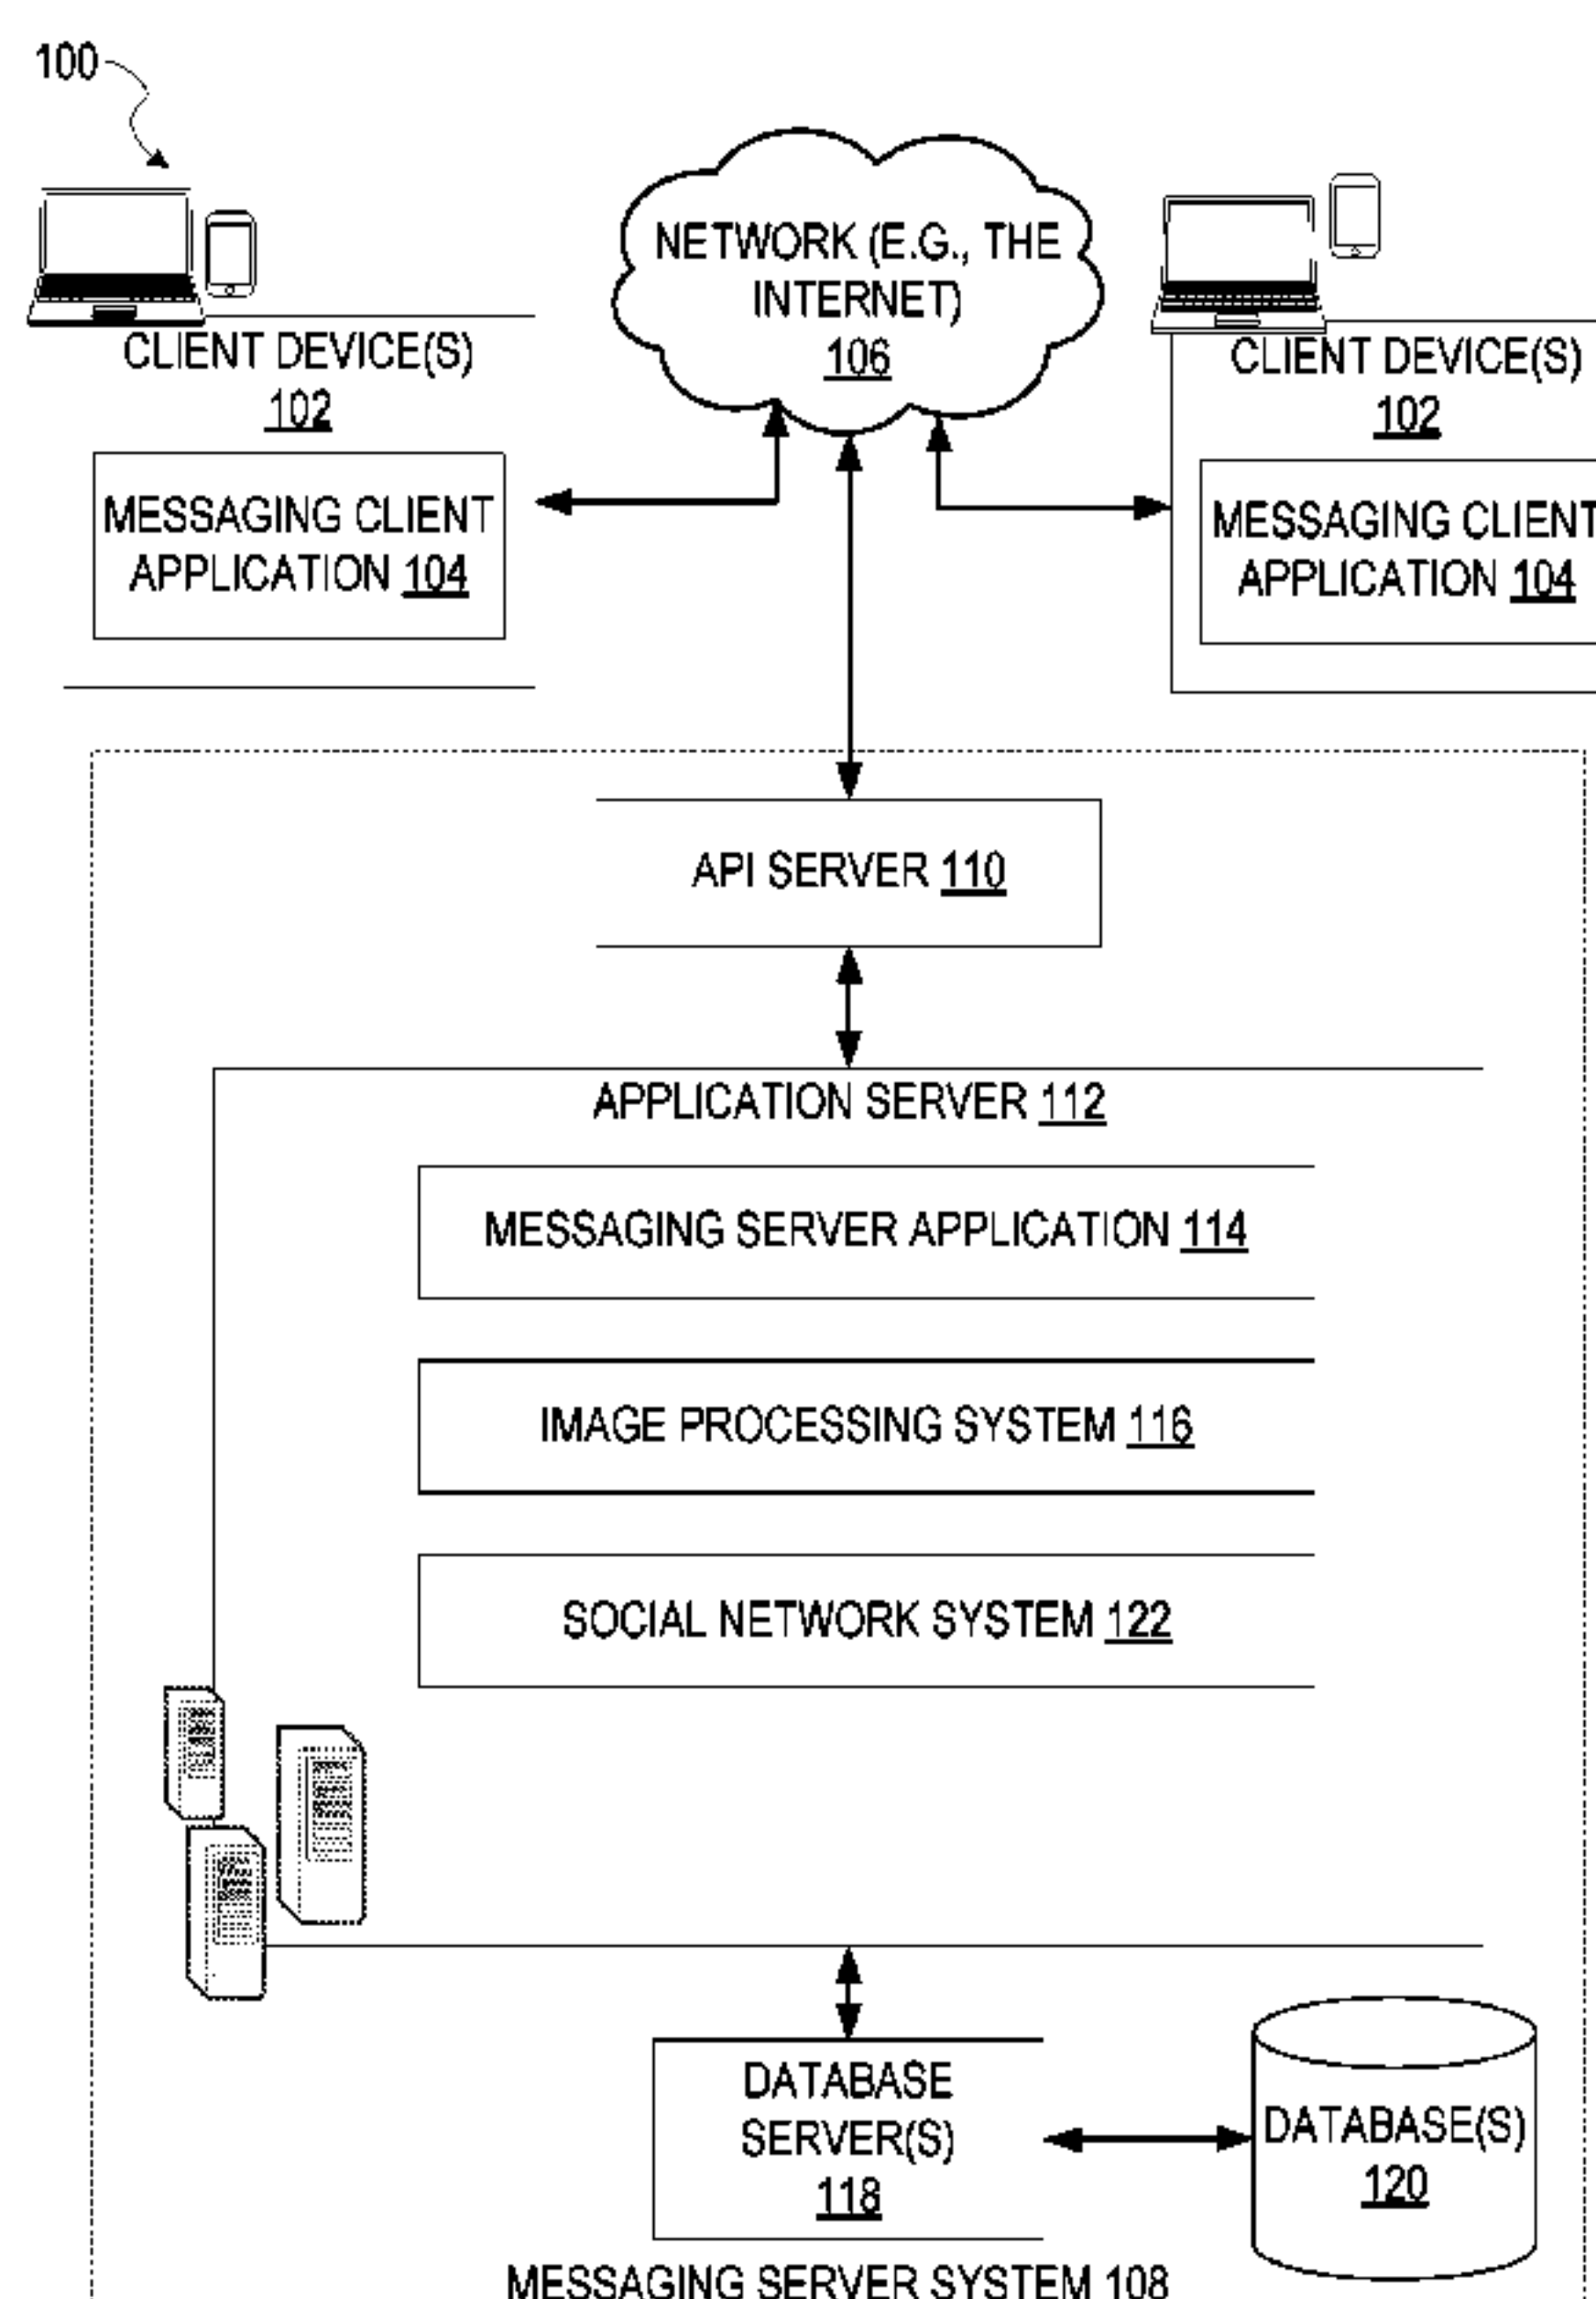 100
NETWORK (E.G., THE
INTERNET)
106
CLIENT DEVICE(S)
102
MESSAGING CLIENT
APPLICATION 104
CLIENT DEVICE(S)
102
MESSAGING CLIENT
APPLICATION 104
API SERVER 110
APPLICATION SERVER 112
MESSAGING SERVER APPLICATION 114
IMAGE PROCESSING SYSTEM 116
SOCIAL NETWORK SYSTEM 122
DATABASE
SERVER(S)
118
DATABASE(S)
120
MESSAGING SERVER SYSTEM 108